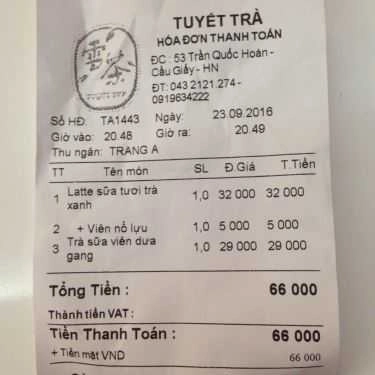 TUYẾT TRÀ
HÓA ĐƠN THANH TOÁN
ĐC : 53 Trần Quốc Hoàn -
Cầu Giấy - HN
ĐT: 043 2121.274 -
0919634222
Số HĐ: TA1443 Ngày: 23.09.2016
Giờ vào: 20.48 Giờ ra: 20.49
Thu ngân: TRANG A
TT Tên món SL Đ.Giá T.Tiền
1 Latte sữa tươi trà xanh 1,0 32 000 32 000
2 + Viên nổ lựu 1,0 5 000 5 000
3 Trà sữa viên dưa gang 1,0 29 000 29 000
Tổng Tiền : 66 000
Thành tiền VAT :
Tiền Thanh Toán : 66 000
+ Tiền mặt VND 66 000